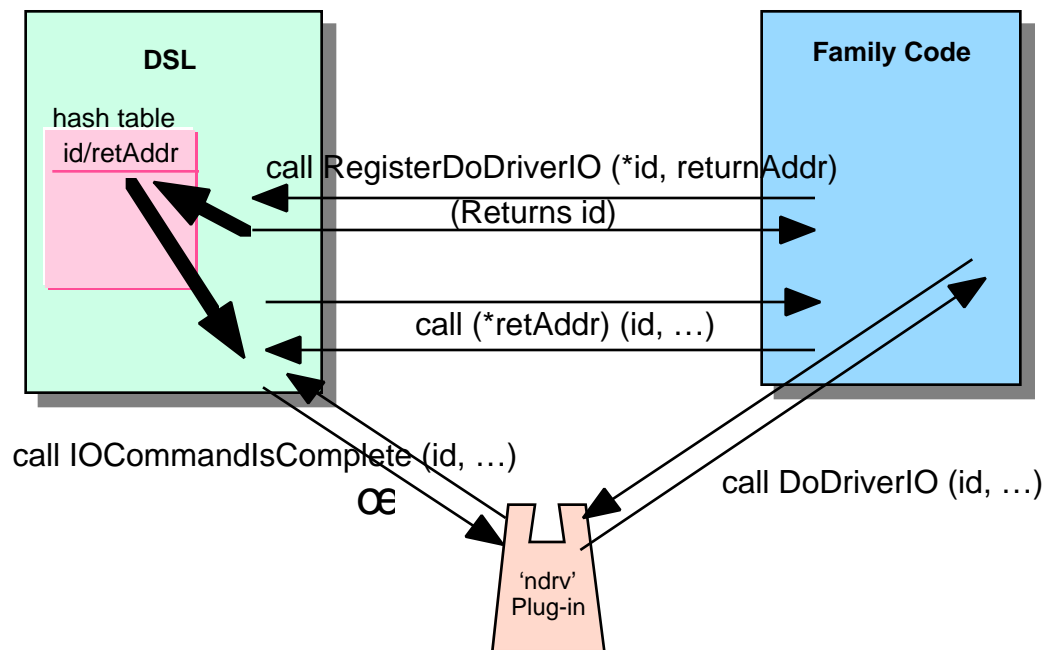 DSL
Family Code
hash table
id/retAddr
call RegisterDoDriverIO (*id, returnAddr)
(Returns id)
call (*retAddr) (id, …)
call IOCommandIsComplete (id, …)
œ
call DoDriverIO (id, …)
‘ndrv’
Plug-in